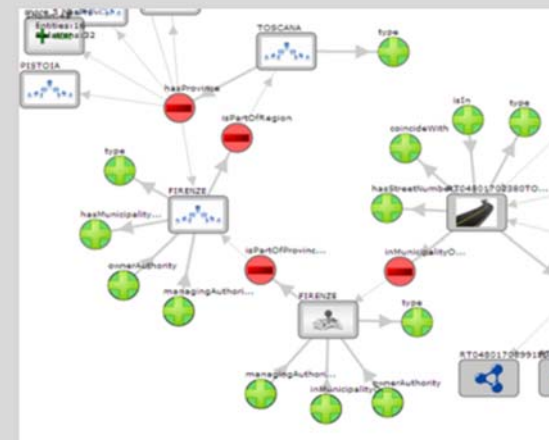 TOSCANA
type
PISTOIA
hasProvince
isPartOfRegion
isIn
type
coincideWith
type
FIRENZE
hasStreetNumber
hasMunicipality...
isPartOfProvinc...
inMunicipalityO...
ownerAuthority
managingAuthori...
FIRENZE
type
managingAuthori...
inMunicipality
ownerAuthority